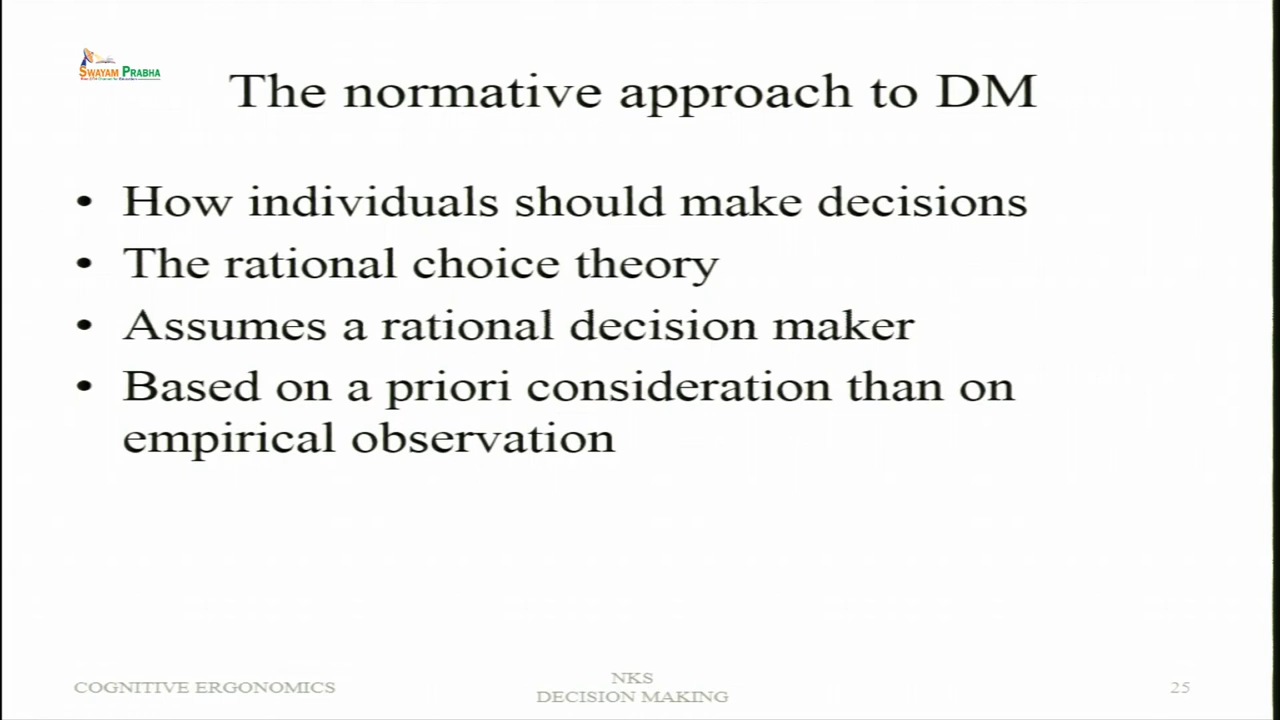 SWAYAM PRABHA
The normative approach to DM
• How individuals should make decisions
• The rational choice theory
• Assumes a rational decision maker
• Based on a priori consideration than on
empirical observation
COGNITIVE ERGONOMICS
NKS
DECISION MAKING
25